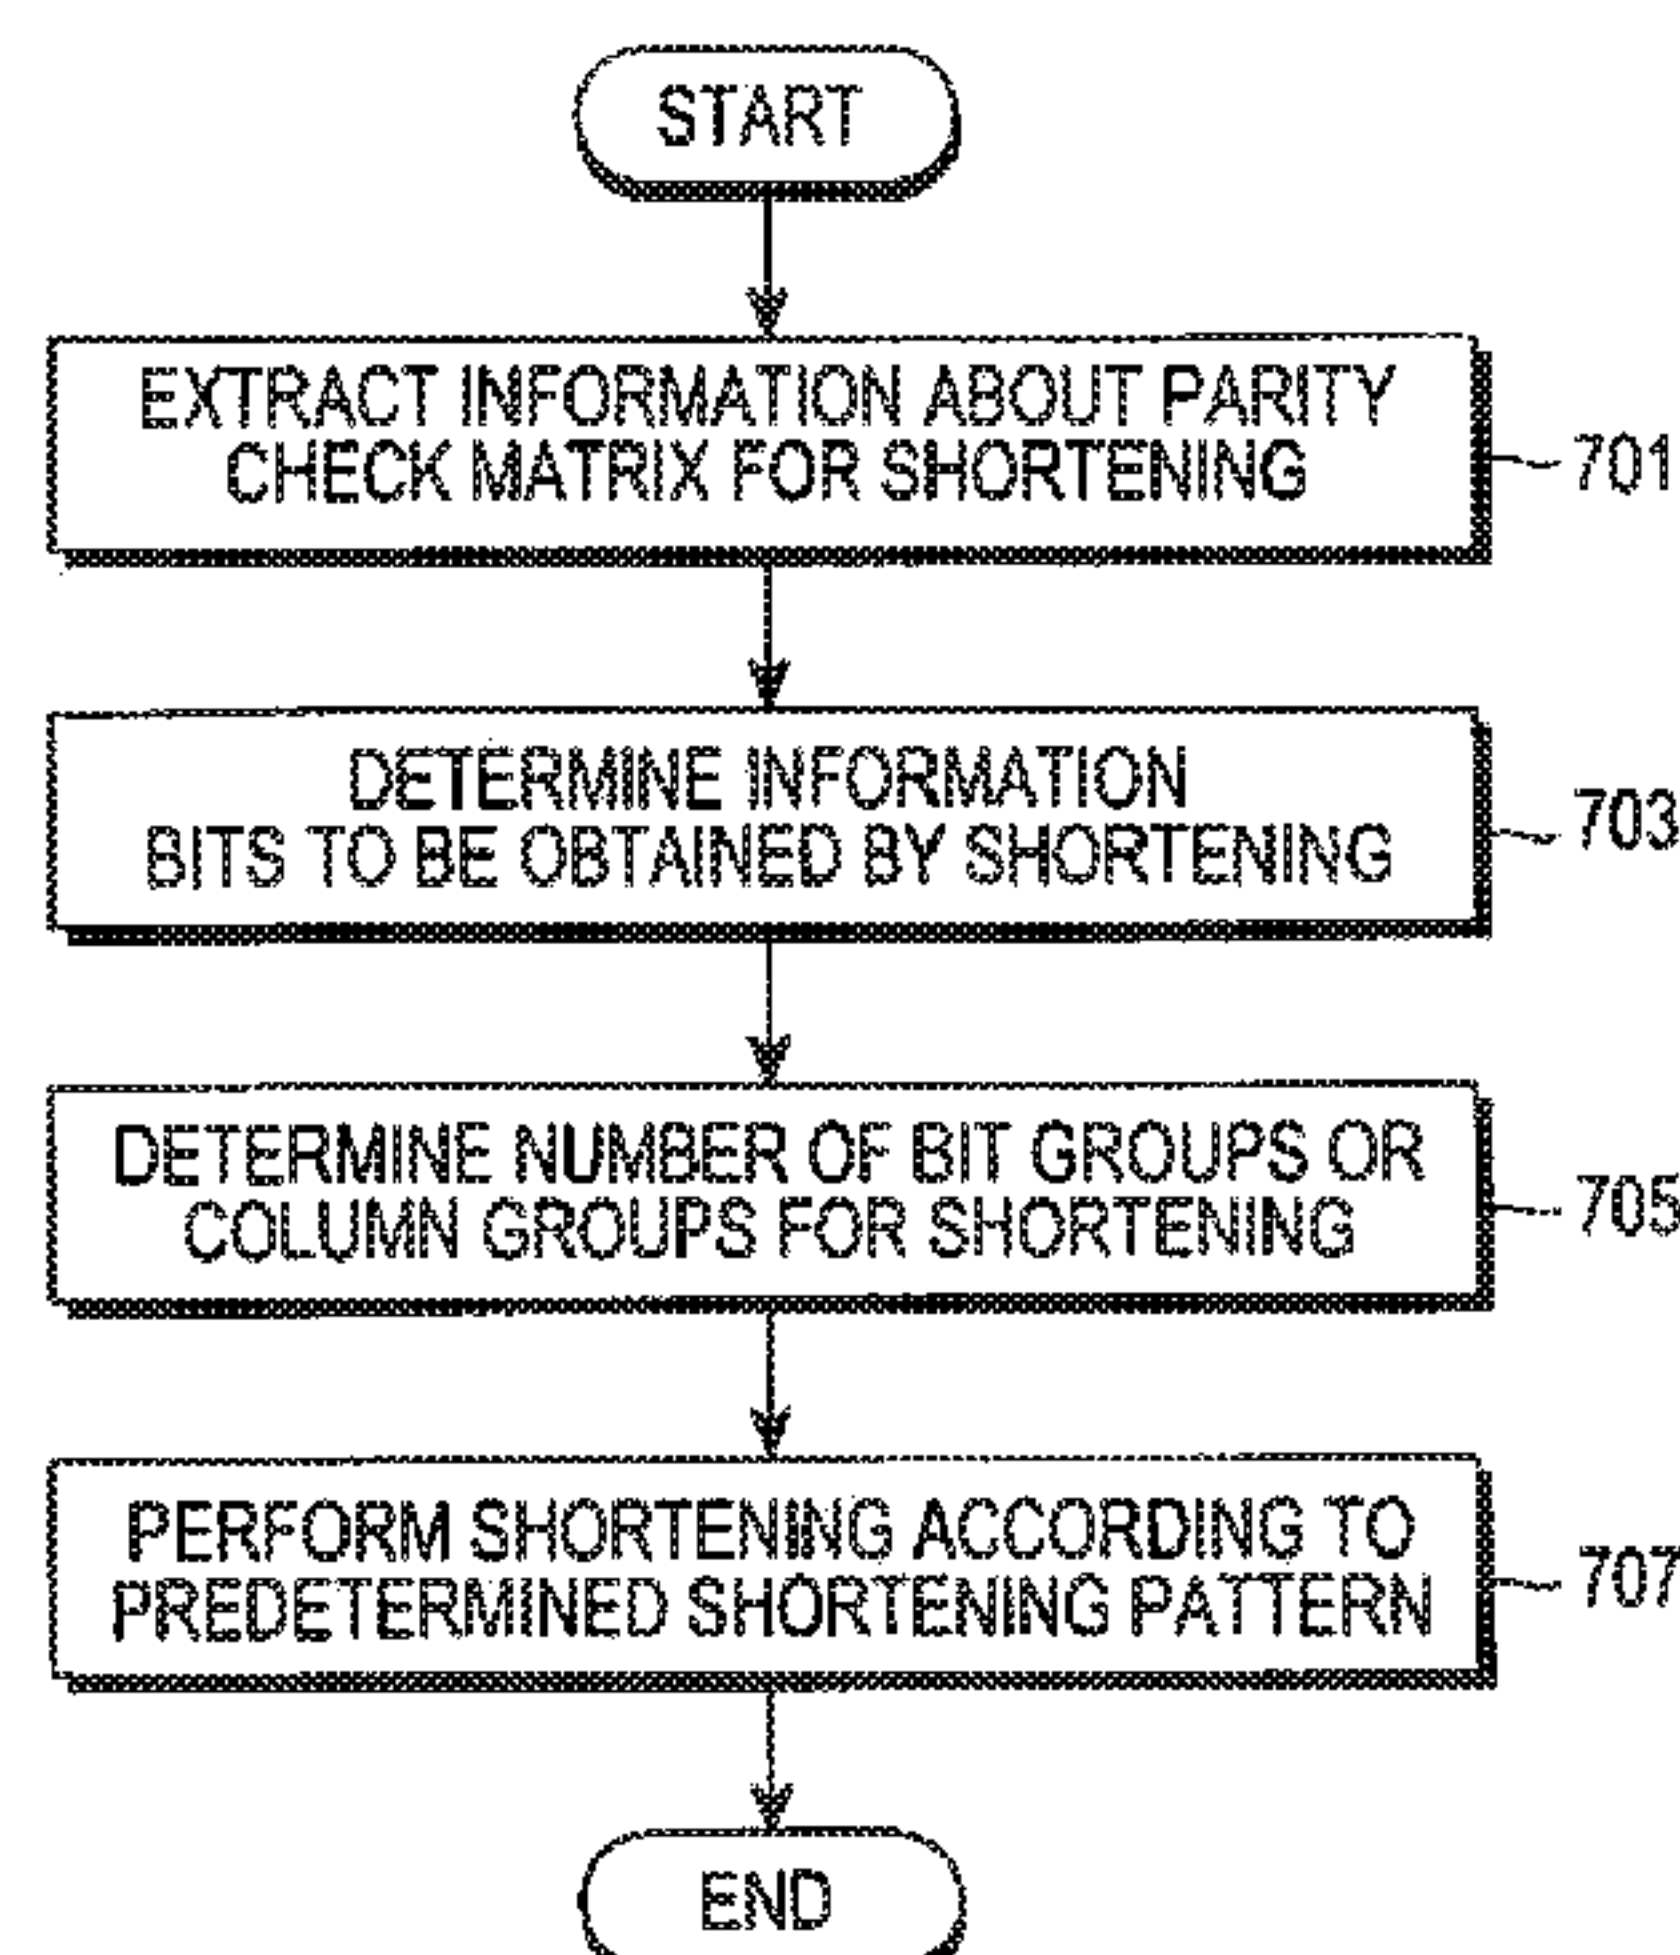 START
EXTRACT INFORMATION ABOUT PARITY
CHECK MATRIX FOR SHORTENING
701
DETERMINE INFORMATION
BITS TO BE OBTAINED BY SHORTENING
703
DETERMINE NUMBER OF BIT GROUPS OR
COLUMN GROUPS FOR SHORTENING
705
PERFORM SHORTENING ACCORDING TO
PREDETERMINED SHORTENING PATTERN
707
END